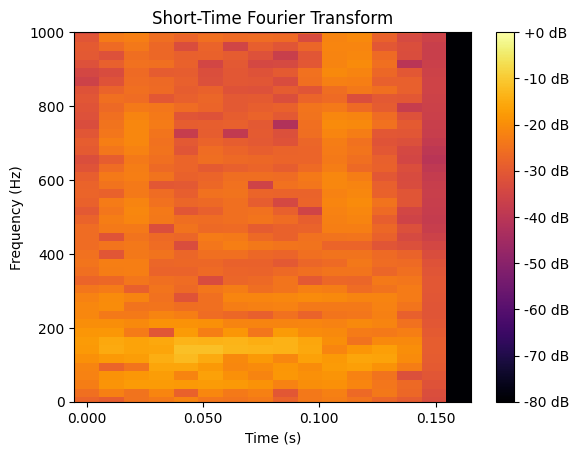 Short-Time Fourier Transform
1000
800
600
400
200
0
Frequency (Hz)
0.000
0.050
0.100
0.150
Time (s)
+0 dB
-10 dB
-20 dB
-30 dB
-40 dB
-50 dB
-60 dB
-70 dB
-80 dB